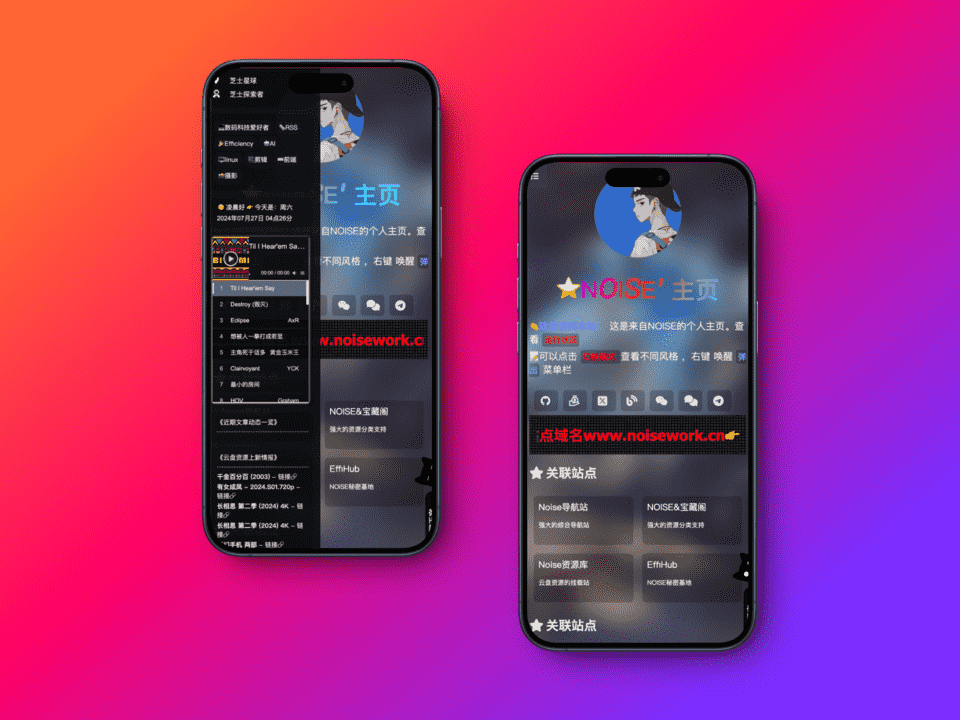 芝士星球
芝士探索者
数码科技爱好者 RSS
Efficiency AI
linux 剪辑 前端
摄影
凌晨好 今天是：周六
2024年07月27日 04点26分
Til I Hear'em Sa...
00:00 / 00:00
1 Til I Hear'em Say
2 Destroy (毁灭)
3 Eclipse AxR
4 想被人一拳打成若至
5 主角死于话多 黄金玉米王
6 Clairvoyant YCK
7 最小的房间
8 HOY Graham
《近期文章动态一览》
《云盘资源上新情报》
千金百分百 (2003) - 链接
有女成凤 - 2024.S01.720p -
链接
长相思 第二季 (2024) 4K - 链
接
长相思 第二季 (2024) 4K - 链
接
手机 两部 - 链接
SE' 主页
自NOISE的个人主页。查
不同风格 ，右键 唤醒 弹
w.noisework.c
NOISE&宝藏阁
强大的资源分类支持
EffiHub
NOISE秘密基地
NOISE' 主页
这是来自NOISE的个人主页。查
看
可以点击 查看不同风格 ，右键 唤醒 弹
出 菜单栏
点域名www.noisework.cn
关联站点
Noise导航站
强大的综合导航站
NOISE&宝藏阁
强大的资源分类支持
Noise资源库
云盘资源的挂载站
EffiHub
NOISE秘密基地
关联站点